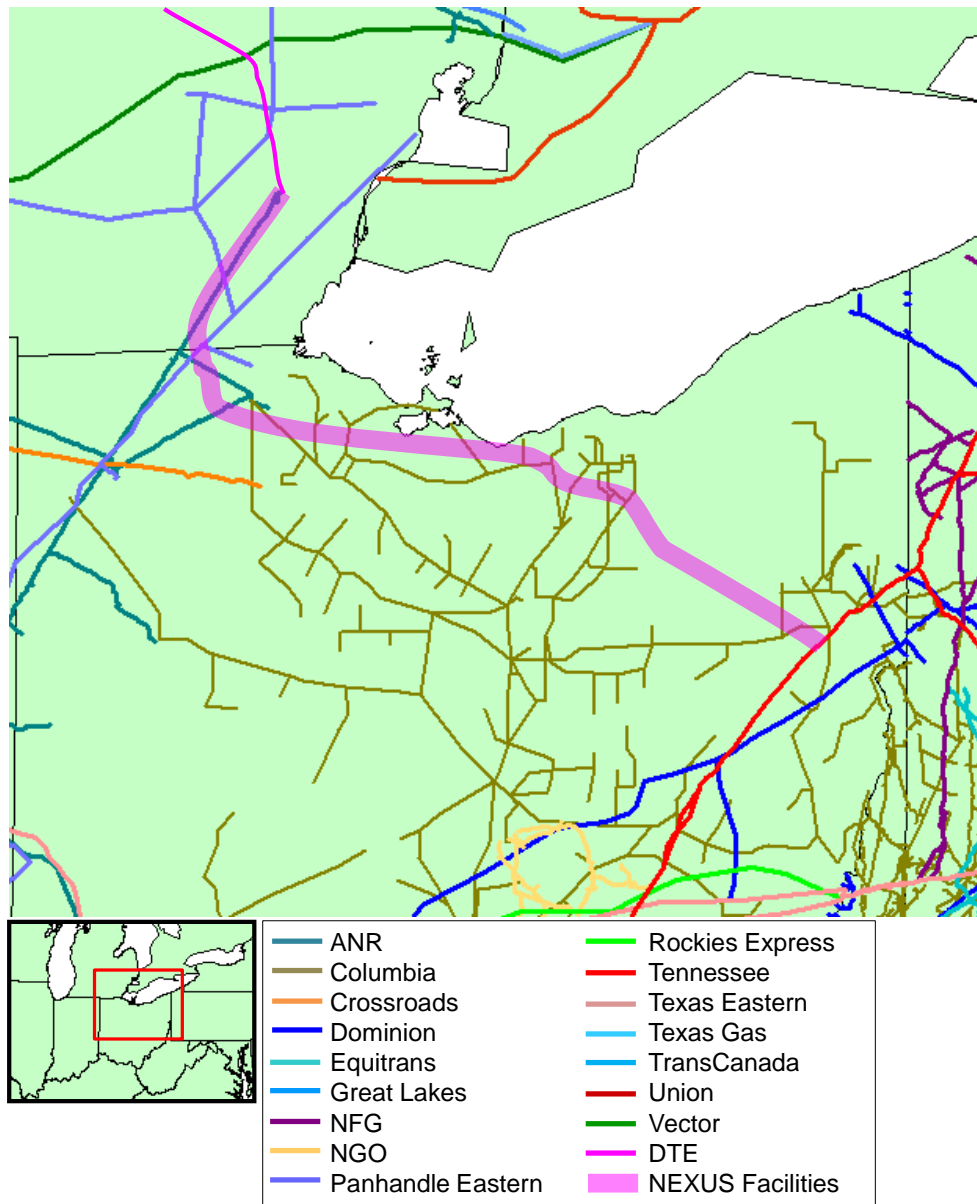 ANR
Columbia
Crossroads
Dominion
Equitrans
Great Lakes
NFG
NGO
Panhandle Eastern
Rockies Express
Tennessee
Texas Eastern
Texas Gas
TransCanada
Union
Vector
DTE
NEXUS Facilities